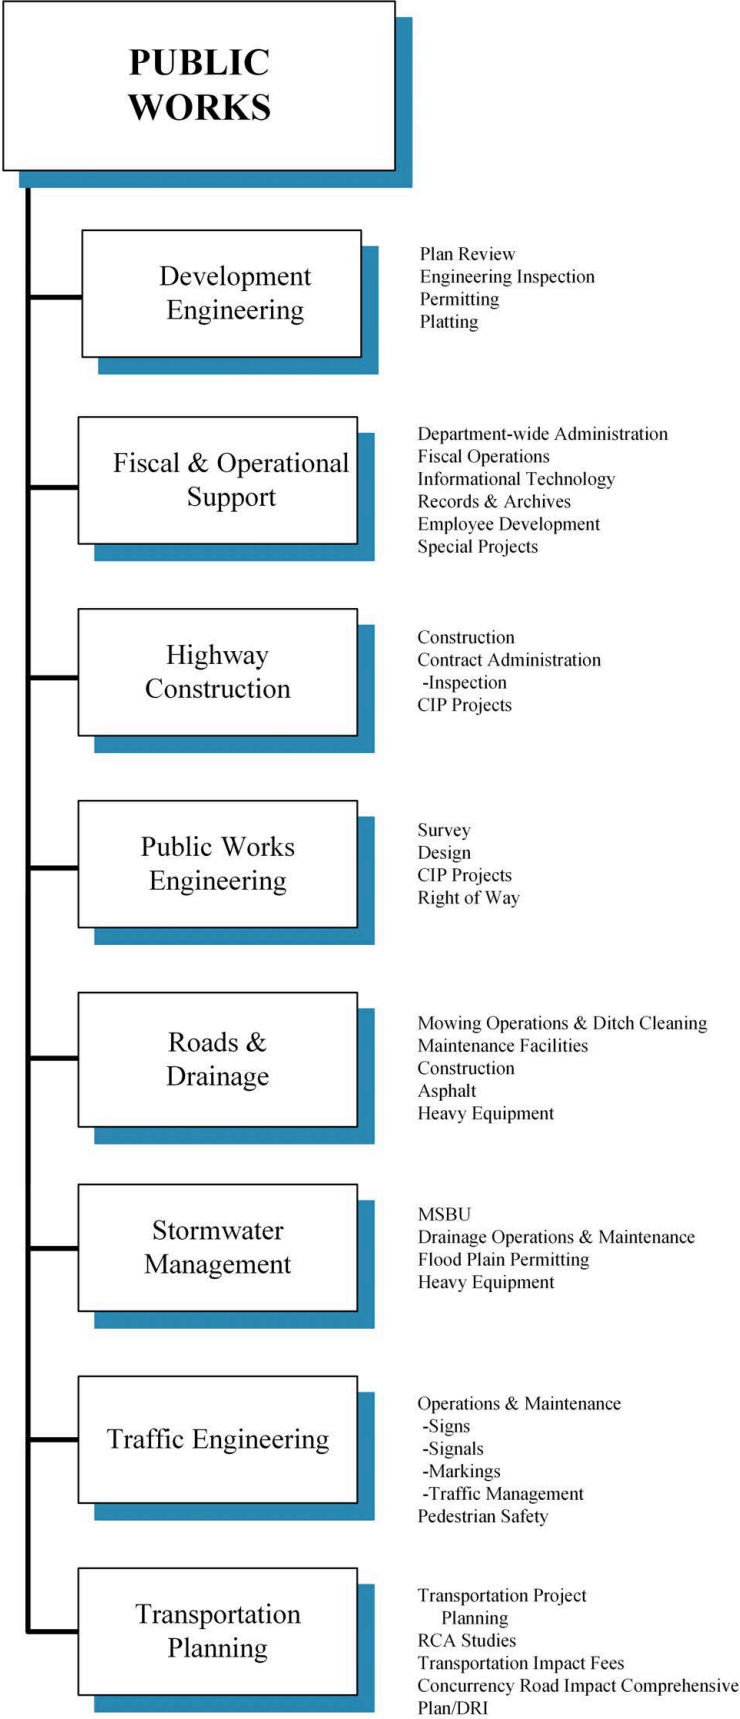 PUBLIC
WORKS
Development
Engineering
Plan Review
Engineering Inspection
Permitting
Platting
Fiscal & Operational
Support
Department-wide Administration
Fiscal Operations
Informational Technology
Records & Archives
Employee Development
Special Projects
Highway
Construction
Construction
Contract Administration
-Inspection
CIP Projects
Public Works
Engineering
Survey
Design
CIP Projects
Right of Way
Roads &
Drainage
Mowing Operations & Ditch Cleaning
Maintenance Facilities
Construction
Asphalt
Heavy Equipment
Stormwater
Management
MSBU
Drainage Operations & Maintenance
Flood Plain Permitting
Heavy Equipment
Traffic Engineering
Operations & Maintenance
-Signs
-Signals
-Markings
-Traffic Management
Pedestrian Safety
Transportation
Planning
Transportation Project
Planning
RCA Studies
Transportation Impact Fees
Concurrency Road Impact Comprehensive
Plan/DRI